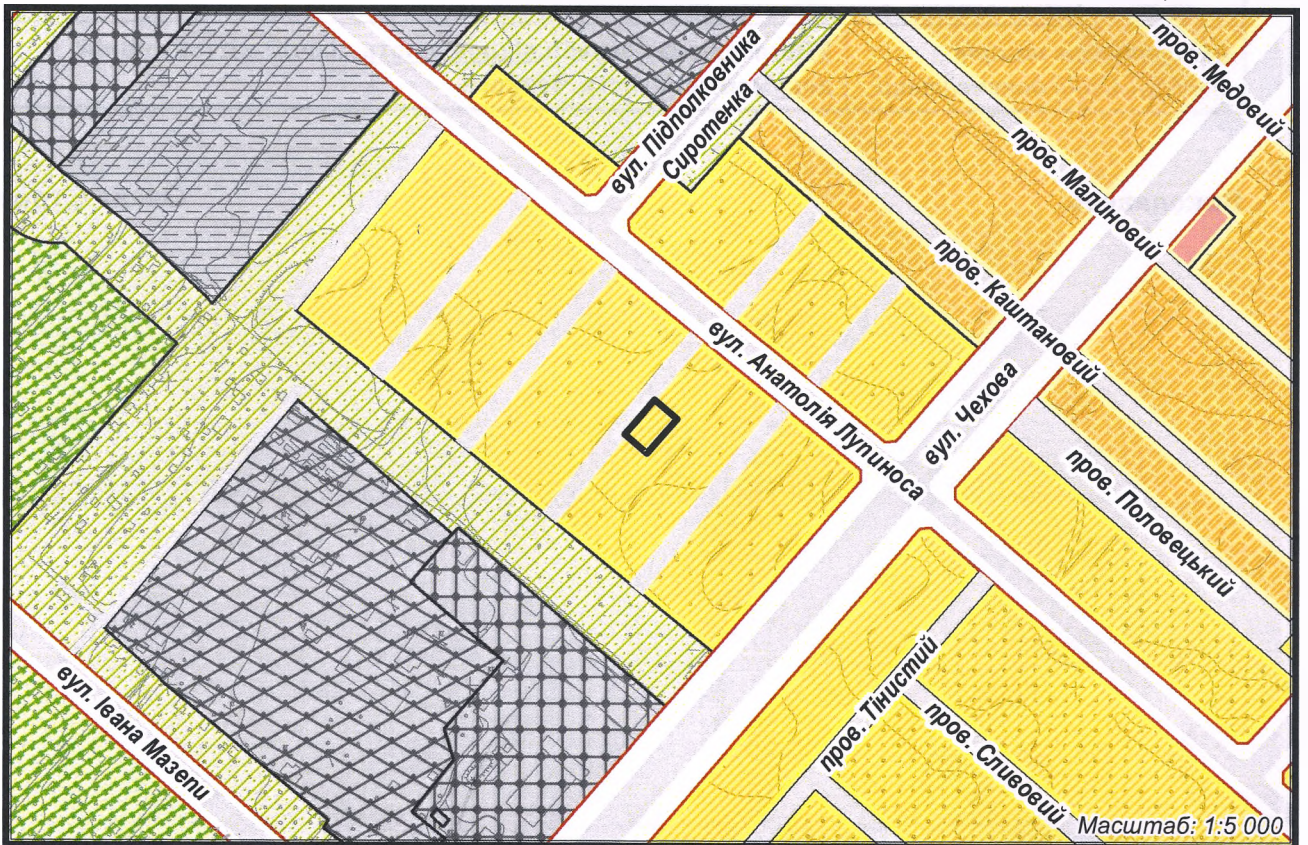 пров. Медовий
вул. Підполковника
Сиротенка
пров. Малиновий
пров. Каштановий
вул. Анатолія Лупиноса
вул. Чехова
пров. Половецький
пров. Тінистий
пров. Сливовий
вул. Івана Мазепи
Масштаб: 1:5 000